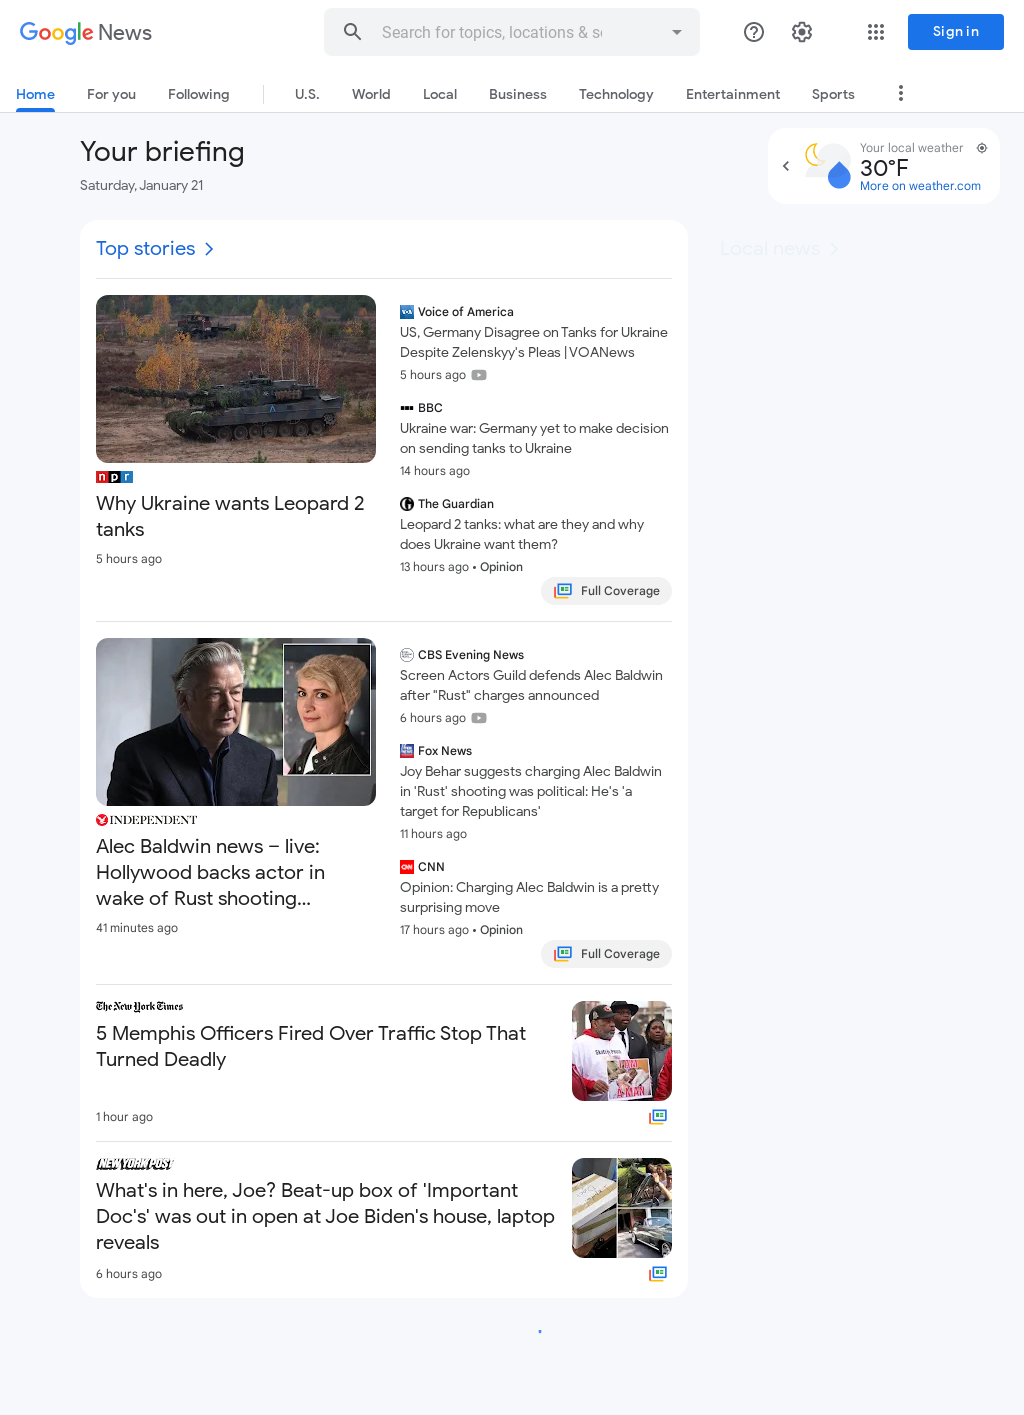 Google News
Search for topics, locations & so
Sign in
Home
For you
Following
U.S.
World
Local
Business
Technology
Entertainment
Sports
Your briefing
Saturday, January 21
Your local weather
30°F
More on weather.com
Top stories
Local news
npr
Why Ukraine wants Leopard 2
tanks
5 hours ago
VOA
Voice of America
US, Germany Disagree on Tanks for Ukraine
Despite Zelenskyy's Pleas | VOANews
5 hours ago
BBC
Ukraine war: Germany yet to make decision
on sending tanks to Ukraine
14 hours ago
The Guardian
Leopard 2 tanks: what are they and why
does Ukraine want them?
13 hours ago • Opinion
Full Coverage
INDEPENDENT
Alec Baldwin news – live:
Hollywood backs actor in
wake of Rust shooting...
41 minutes ago
CBS Evening News
Screen Actors Guild defends Alec Baldwin
after "Rust" charges announced
6 hours ago
Fox News
Joy Behar suggests charging Alec Baldwin
in 'Rust' shooting was political: He's 'a
target for Republicans'
11 hours ago
CNN
CNN
Opinion: Charging Alec Baldwin is a pretty
surprising move
17 hours ago • Opinion
Full Coverage
The New York Times
5 Memphis Officers Fired Over Traffic Stop That
Turned Deadly
1 hour ago
A MAN
NEW YORK POST
What's in here, Joe? Beat-up box of 'Important
Doc's' was out in open at Joe Biden's house, laptop
reveals
6 hours ago